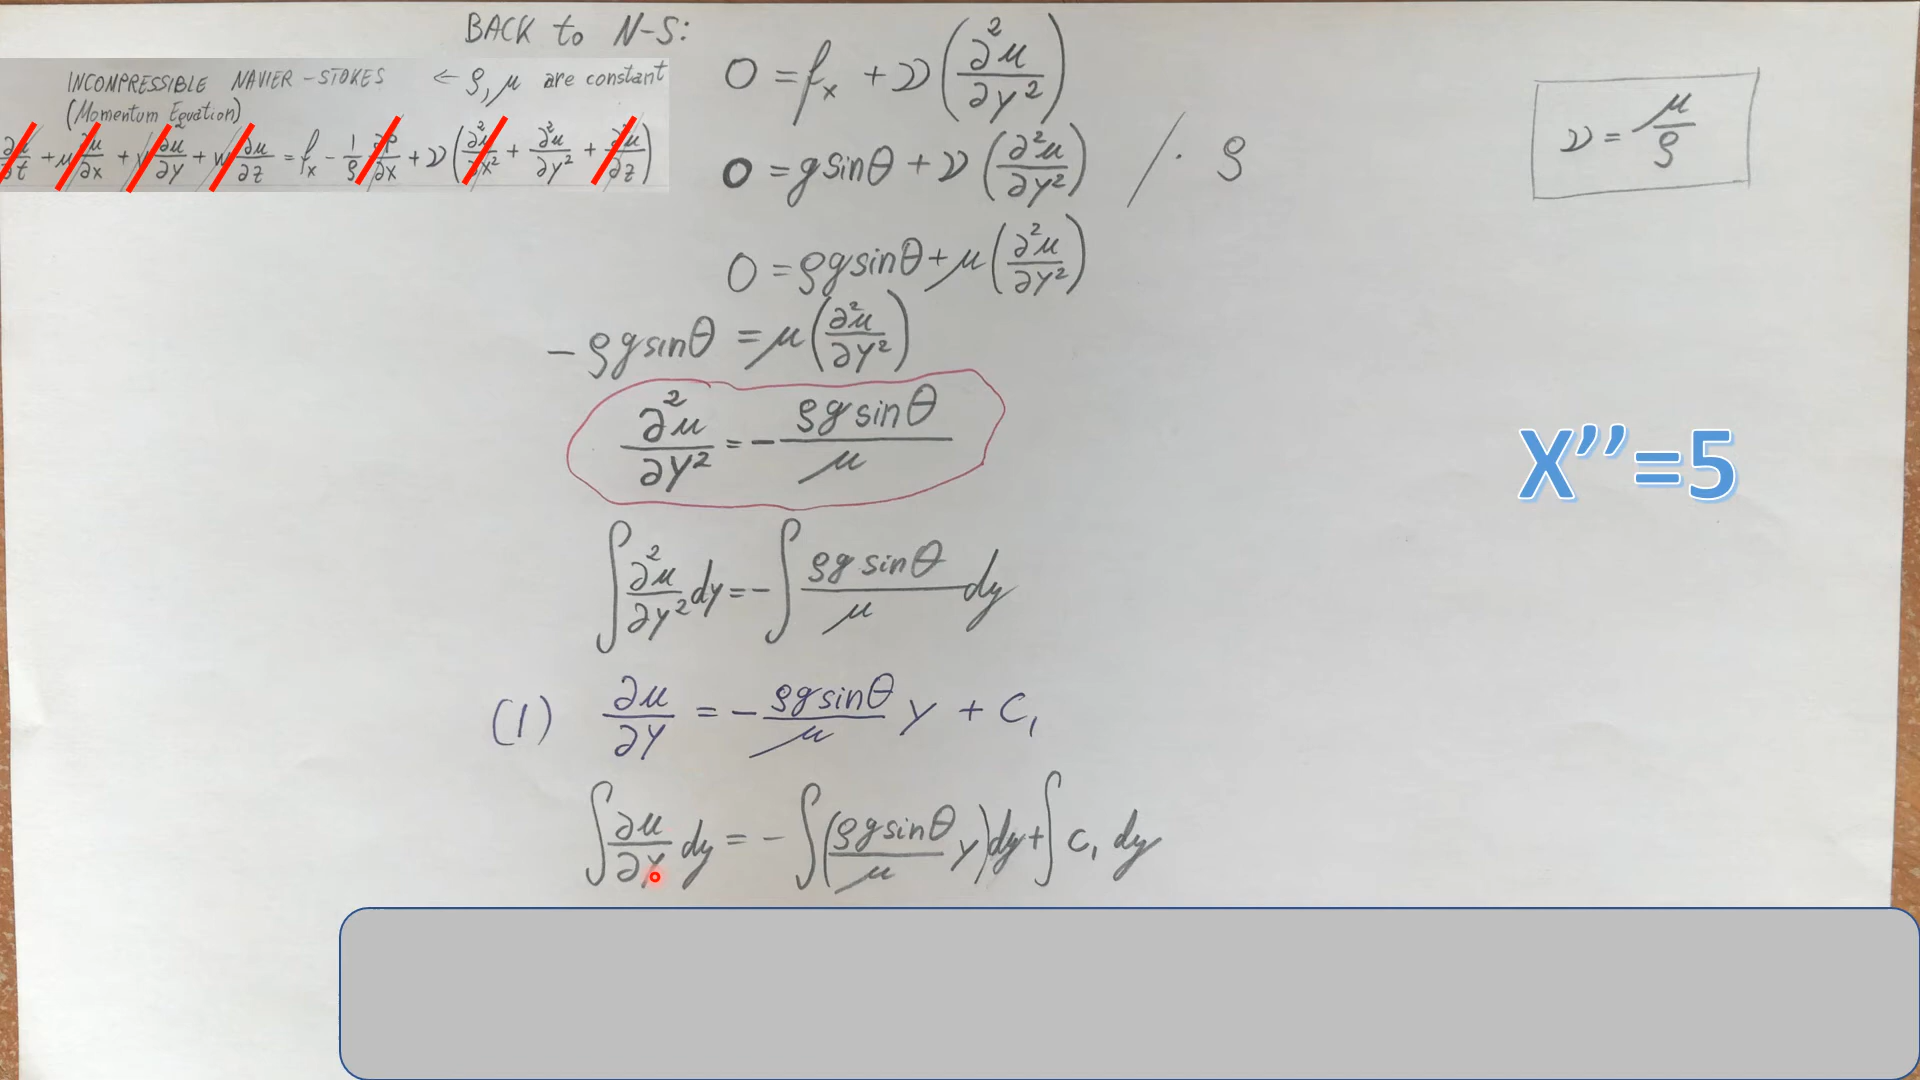 BACK to N-S:
INCOMPRESSIBLE NAVIER-STOKES ← ρ, μ are constant
(Momentum Equation)
∂u/∂t + u ∂u/∂x + v ∂u/∂y + w ∂u/∂z = fₓ - 1/ρ ∂p/∂x + ν(∂²u/∂x² + ∂²u/∂y² + ∂²u/∂z²)
0 = fₓ + ν(∂²u/∂y²)
ν = μ/ρ
0 = g sinθ + ν(∂²u/∂y²) / · ρ
0 = ρg sinθ + μ(∂²u/∂y²)
- ρg sinθ = μ(∂²u/∂y²)
∂²u/∂y² = - ρg sinθ/μ
X’’=5
∫ ∂²u/∂y² dy = - ∫ ρg sinθ/μ dy
(1) ∂u/∂y = - ρg sinθ/μ y + C₁
∫ ∂u/∂y dy = - ∫(ρg sinθ/μ y) dy + ∫ C₁ dy